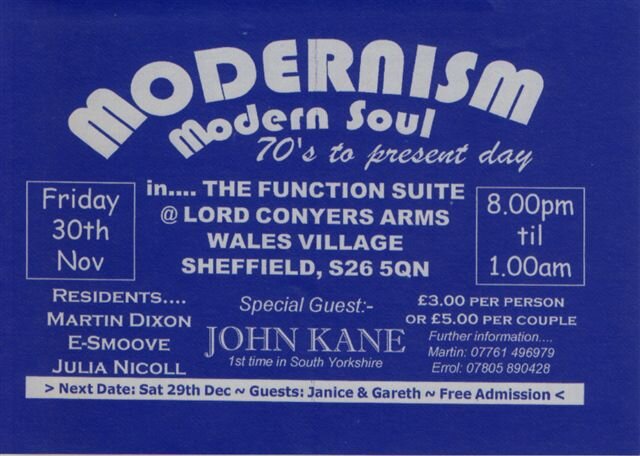 MODERNISM
Modern Soul
70's to present day
Friday
30th
Nov
in.... THE FUNCTION SUITE
@ LORD CONYERS ARMS
WALES VILLAGE
SHEFFIELD, S26 5QN
8.00pm
til
1.00am
RESIDENTS....
MARTIN DIXON
E-SMOOVE
JULIA NICOLL
Special Guest:-
JOHN KANE
1st time in South Yorkshire
£3.00 PER PERSON
OR £5.00 PER COUPLE
Further information....
Martin: 07761 496979
Errol: 07805 890428
> Next Date: Sat 29th Dec ~ Guests: Janice & Gareth ~ Free Admission <